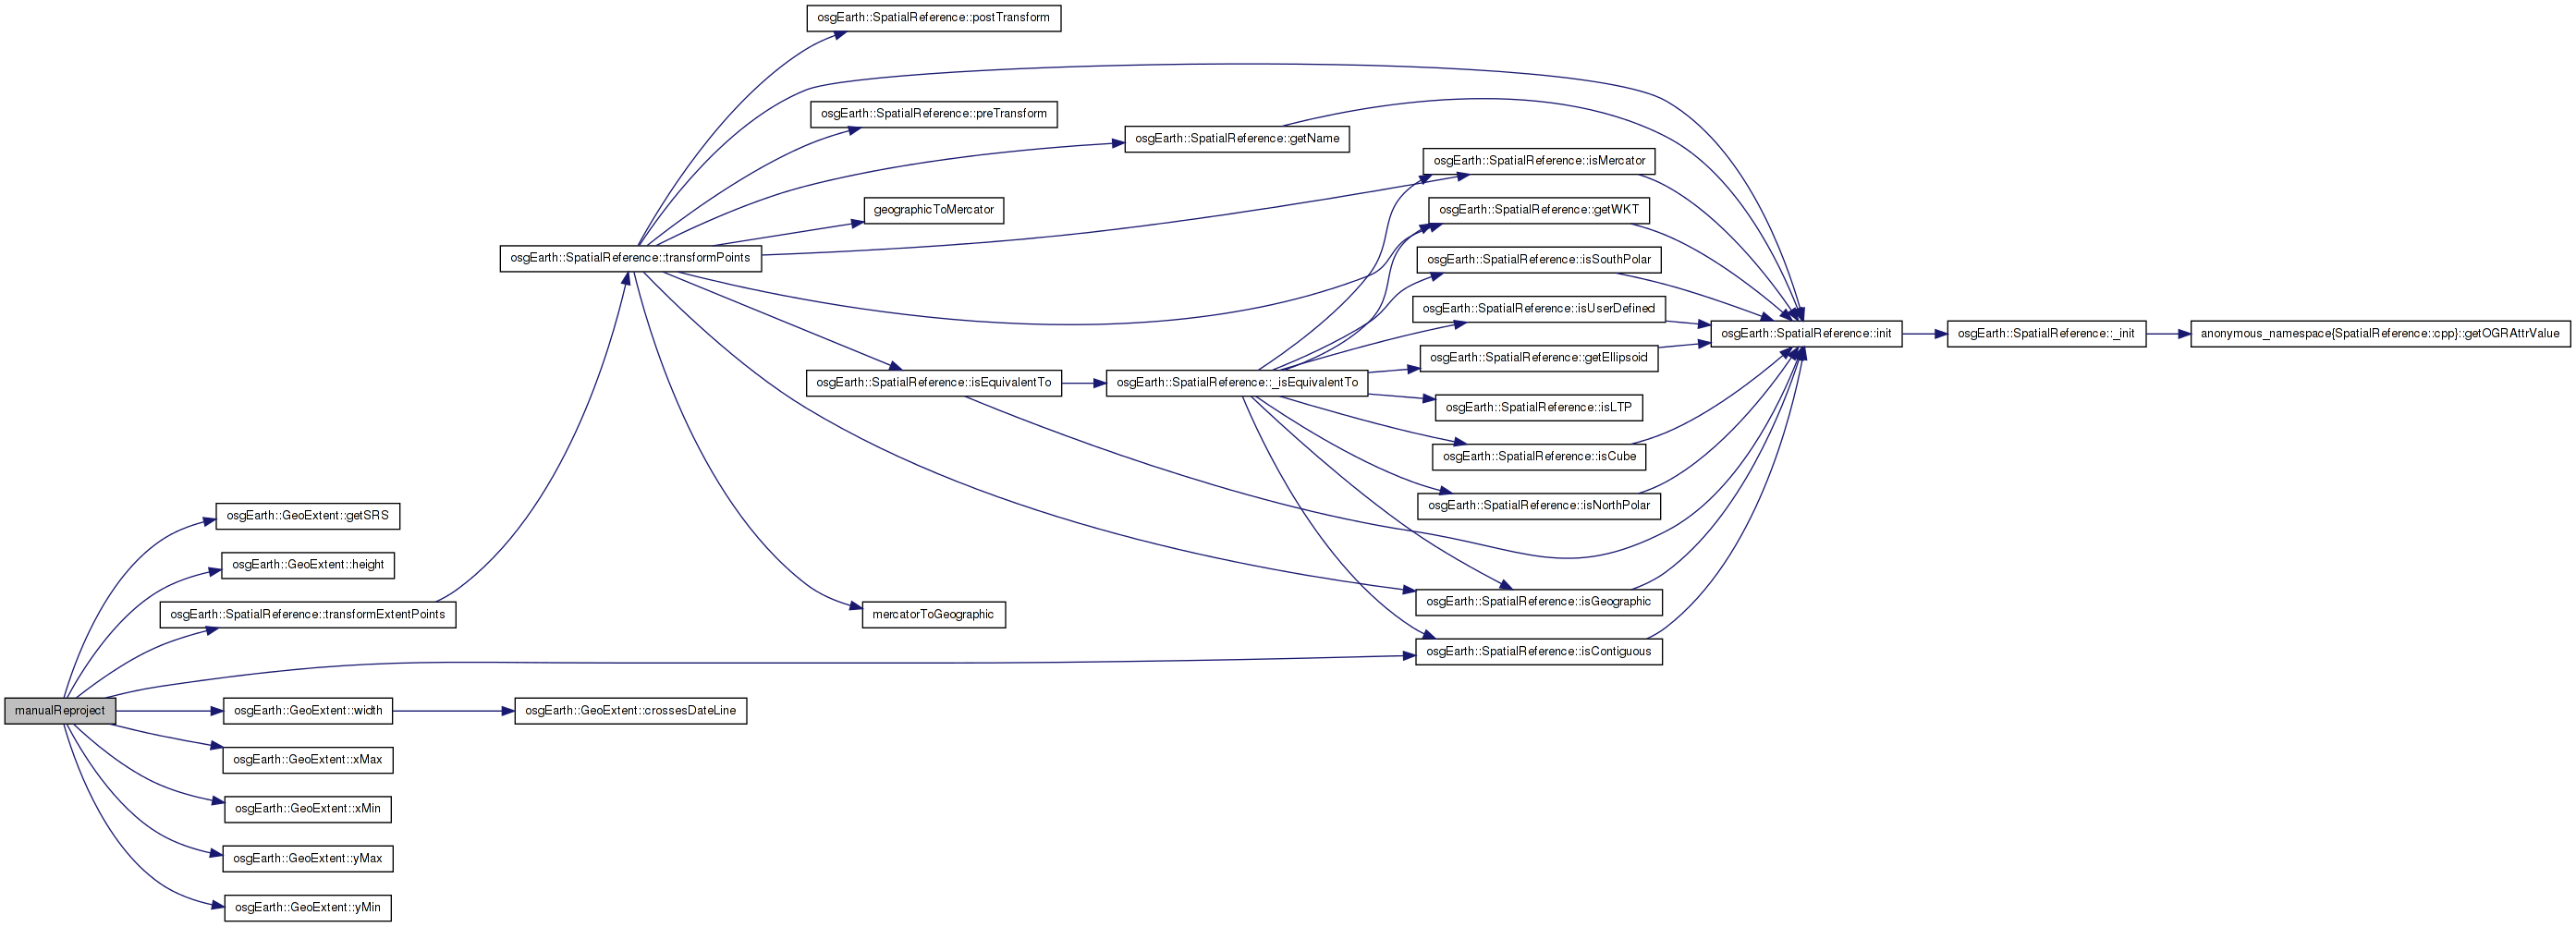 osgEarth::SpatialReference::postTransform
osgEarth::SpatialReference::preTransform
osgEarth::SpatialReference::getName
osgEarth::SpatialReference::isMercator
geographicToMercator
osgEarth::SpatialReference::getWKT
osgEarth::SpatialReference::transformPoints
osgEarth::SpatialReference::isSouthPolar
osgEarth::SpatialReference::isUserDefined
osgEarth::SpatialReference::init
osgEarth::SpatialReference::_init
anonymous_namespace{SpatialReference::cpp}::getOGRAttrValue
osgEarth::SpatialReference::getEllipsoid
osgEarth::SpatialReference::isEquivalentTo
osgEarth::SpatialReference::_isEquivalentTo
osgEarth::SpatialReference::isLTP
osgEarth::SpatialReference::isCube
osgEarth::SpatialReference::isNorthPolar
osgEarth::GeoExtent::getSRS
osgEarth::GeoExtent::height
osgEarth::SpatialReference::isGeographic
osgEarth::SpatialReference::transformExtentPoints
mercatorToGeographic
osgEarth::SpatialReference::isContiguous
manualReproject
osgEarth::GeoExtent::width
osgEarth::GeoExtent::crossesDateLine
osgEarth::GeoExtent::xMax
osgEarth::GeoExtent::xMin
osgEarth::GeoExtent::yMax
osgEarth::GeoExtent::yMin